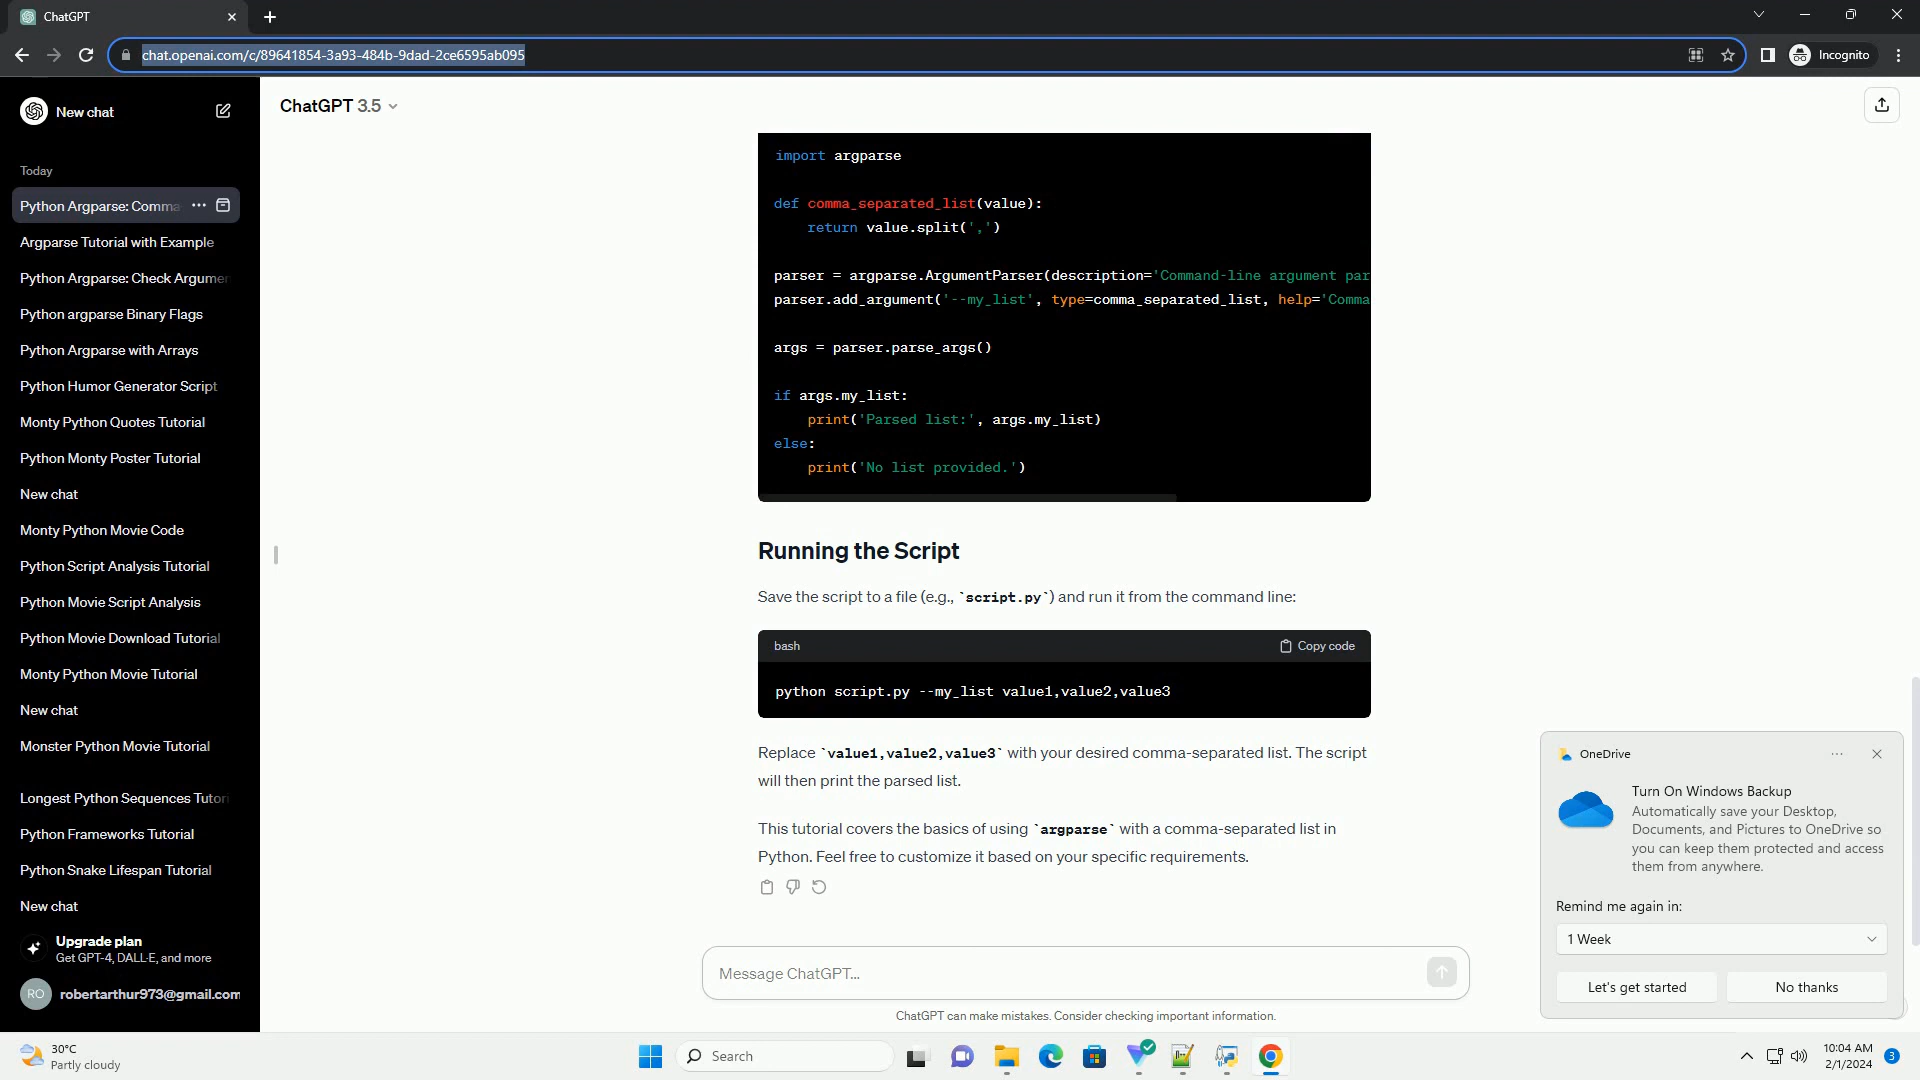 ChatGPT
chat.openai.com/c/89641854-3a93-484b-9dad-2ce6595ab095
Incognito
New chat
Today
Python Argparse: Comma
Argparse Tutorial with Example
Python Argparse: Check Argumen
Python argparse Binary Flags
Python Argparse with Arrays
Python Humor Generator Script
Monty Python Quotes Tutorial
Python Monty Poster Tutorial
New chat
Monty Python Movie Code
Python Script Analysis Tutorial
Python Movie Script Analysis
Python Movie Download Tutorial
Monty Python Movie Tutorial
New chat
Monster Python Movie Tutorial
Longest Python Sequences Tutori
Python Frameworks Tutorial
Python Snake Lifespan Tutorial
New chat
Upgrade plan
Get GPT-4, DALL·E, and more
RO robertarthur973@gmail.com
ChatGPT 3.5
import argparse
def comma_separated_list(value):
return value.split(',')
parser = argparse.ArgumentParser(description='Command-line argument par
parser.add_argument('--my_list', type=comma_separated_list, help='Comma
args = parser.parse_args()
if args.my_list:
print('Parsed list:', args.my_list)
else:
print('No list provided.')
Running the Script
Save the script to a file (e.g., `script.py`) and run it from the command line:
bash Copy code
python script.py --my_list value1,value2,value3
Replace `value1,value2,value3` with your desired comma-separated list. The script
will then print the parsed list.
This tutorial covers the basics of using `argparse` with a comma-separated list in
Python. Feel free to customize it based on your specific requirements.
Message ChatGPT...
ChatGPT can make mistakes. Consider checking important information.
OneDrive
Turn On Windows Backup
Automatically save your Desktop,
Documents, and Pictures to OneDrive so
you can keep them protected and access
them from anywhere.
Remind me again in:
1 Week
Let's get started No thanks
30°C
Partly cloudy
Search
10:04 AM
2/1/2024
3